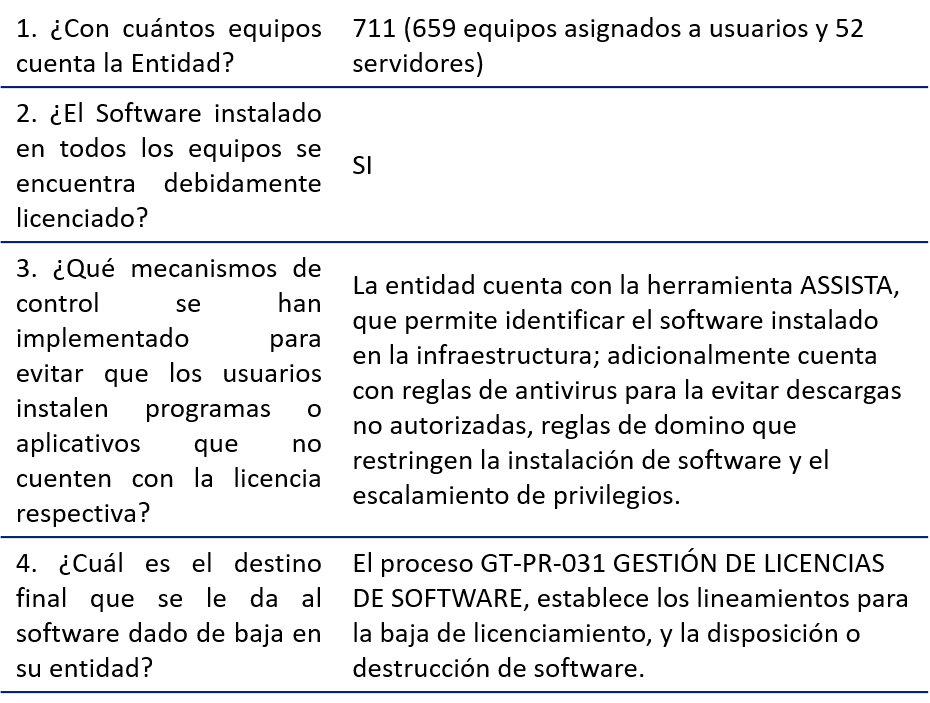 1. ¿Con cuántos equipos
cuenta la Entidad?
711 (659 equipos asignados a usuarios y 52
servidores)
2. ¿El Software instalado
en todos los equipos se
encuentra debidamente
licenciado?
SI
3. ¿Qué mecanismos de
control se han
implementado para
evitar que los usuarios
instalen programas o
aplicativos que no
cuenten con la licencia
respectiva?
La entidad cuenta con la herramienta ASSISTA,
que permite identificar el software instalado
en la infraestructura; adicionalmente cuenta
con reglas de antivirus para la evitar descargas
no autorizadas, reglas de domino que
restringen la instalación de software y el
escalamiento de privilegios.
4. ¿Cuál es el destino
final que se le da al
software dado de baja en
su entidad?
El proceso GT-PR-031 GESTIÓN DE LICENCIAS
DE SOFTWARE, establece los lineamientos para
la baja de licenciamiento, y la disposición o
destrucción de software.